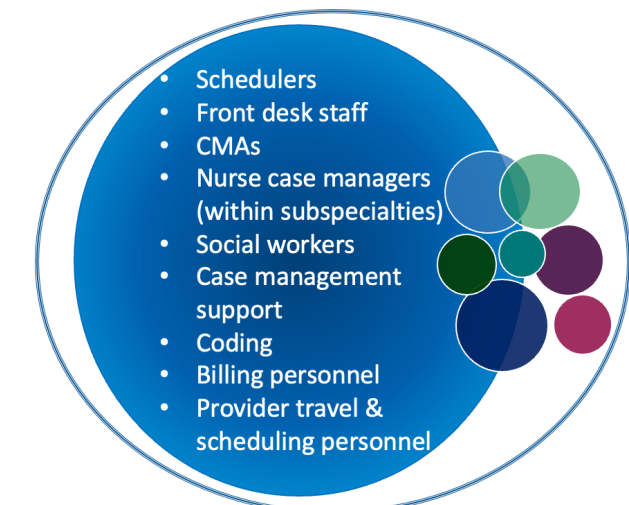 • Schedulers
• Front desk staff
• CMAs
• Nurse case managers
(within subspecialties)
• Social workers
• Case management
support
• Coding
• Billing personnel
• Provider travel &
scheduling personnel